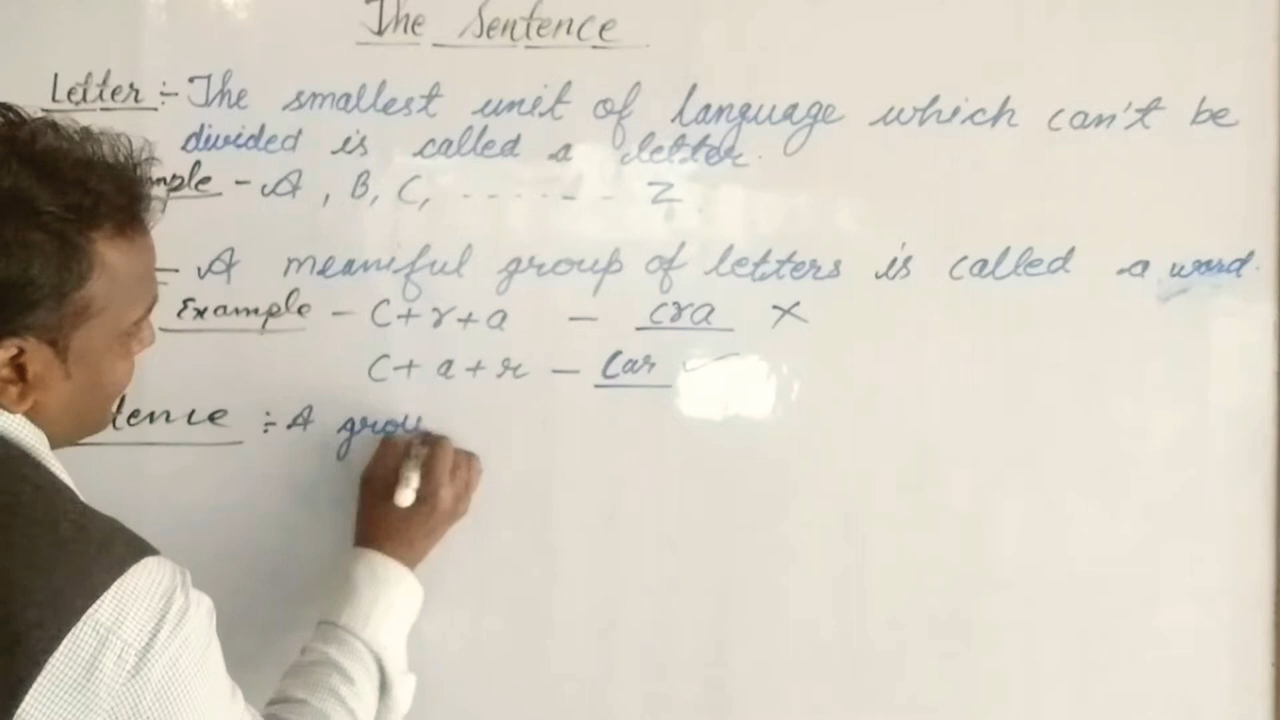 The Sentence
Letter :- The smallest unit of language which can't be
divided is called a letter.
mple - A, B, C, ------- Z.
- A meaniful group of letters is called a word.
Example - C+r+a - cra ×
C+ a+r - Car ✓
tence :- A grou